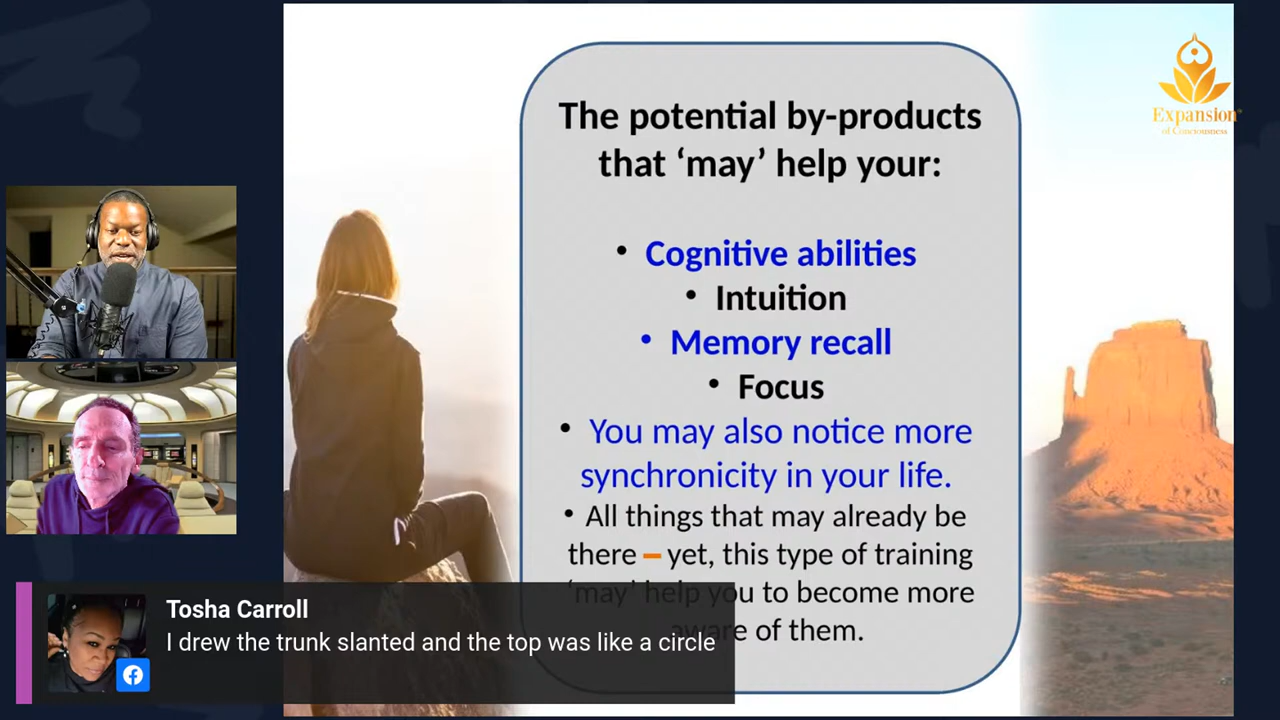 The potential by-products
that ‘may’ help your:
• Cognitive abilities
• Intuition
• Memory recall
• Focus
• You may also notice more
synchronicity in your life.
• All things that may already be
there – yet, this type of training
‘may’ help you to become more
aware of them.
Expansion
of Conciousness
Tosha Carroll
I drew the trunk slanted and the top was like a circle